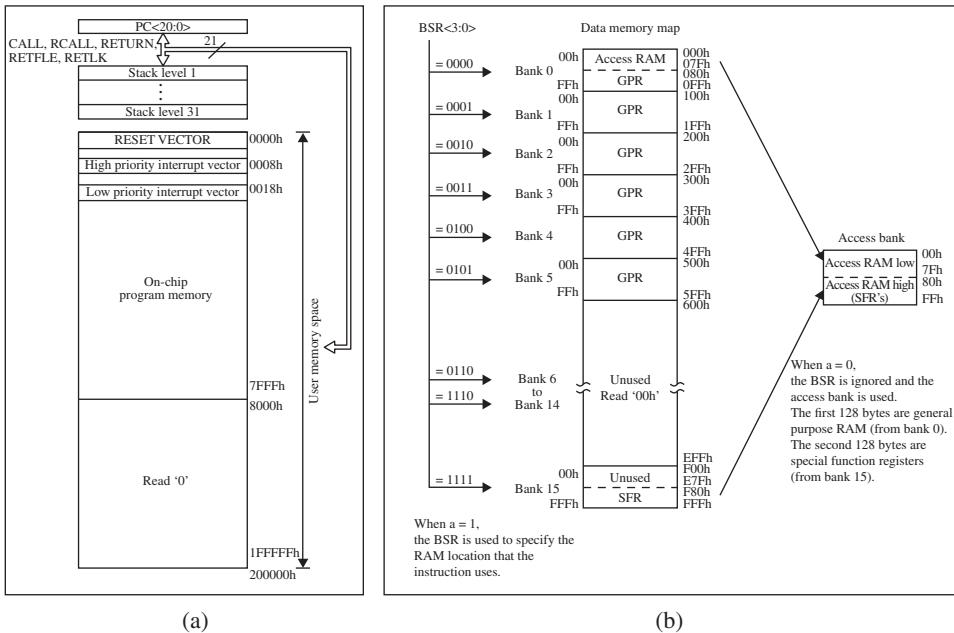 PC<20:0>
CALL, RCALL, RETURN,
RETFLE, RETLK
21
Stack level 1
Stack level 31
RESET VECTOR
0000h
High priority interrupt vector
0008h
Low priority interrupt vector
0018h
On-chip
program memory
7FFFh
8000h
Read ‘0’
1FFFFFh
200000h
User memory space
(a)
BSR<3:0>
Data memory map
= 0000
Bank 0
00h
FFh
Access RAM
GPR
000h
07Fh
080h
0FFh
= 0001
Bank 1
00h
FFh
GPR
100h
1FFh
= 0010
Bank 2
00h
FFh
GPR
200h
2FFh
= 0011
Bank 3
00h
FFh
GPR
300h
3FFh
= 0100
Bank 4
GPR
400h
4FFh
= 0101
Bank 5
00h
FFh
GPR
500h
5FFh
600h
= 0110
= 1110
Bank 6
to
Bank 14
Unused
Read ‘00h’
EFFh
= 1111
Bank 15
00h
FFFh
Unused
SFR
F00h
E7Fh
F80h
FFFh
Access bank
Access RAM low
Access RAM high
(SFR's)
00h
7Fh
80h
FFh
When a = 0,
the BSR is ignored and the
access bank is used.
The first 128 bytes are general
purpose RAM (from bank 0).
The second 128 bytes are
special function registers
(from bank 15).
When a = 1,
the BSR is used to specify the
RAM location that the
instruction uses.
(b)